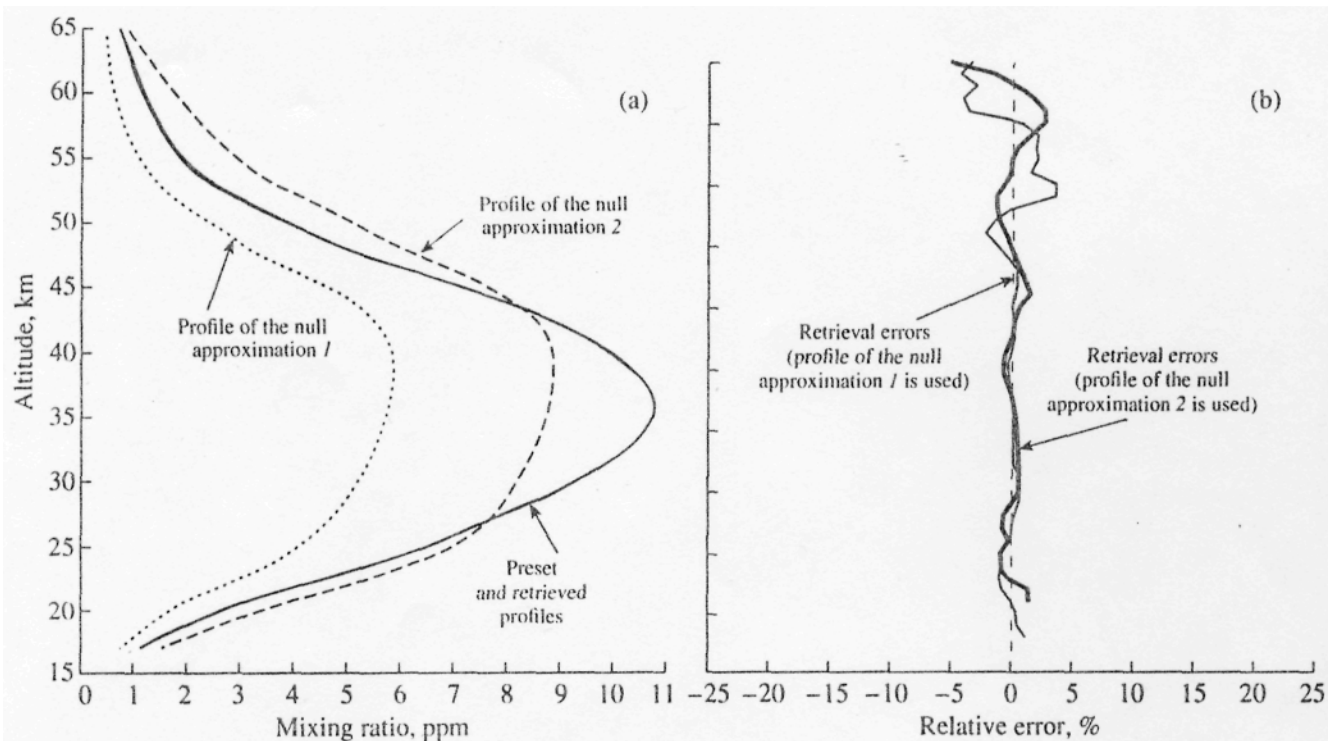 65
60
55
50
45
40
35
30
25
20
15
Altitude, km
(a)
Profile of the null
approximation 2
Profile of the null
approximation 1
Preset
and retrieved
profiles
0 1 2 3 4 5 6 7 8 9 10 11
Mixing ratio, ppm
(b)
Retrieval errors
(profile of the null
approximation 1 is used)
Retrieval errors
(profile of the null
approximation 2 is used)
−25 −20 −15 −10 −5 0 5 10 15 20 25
Relative error, %